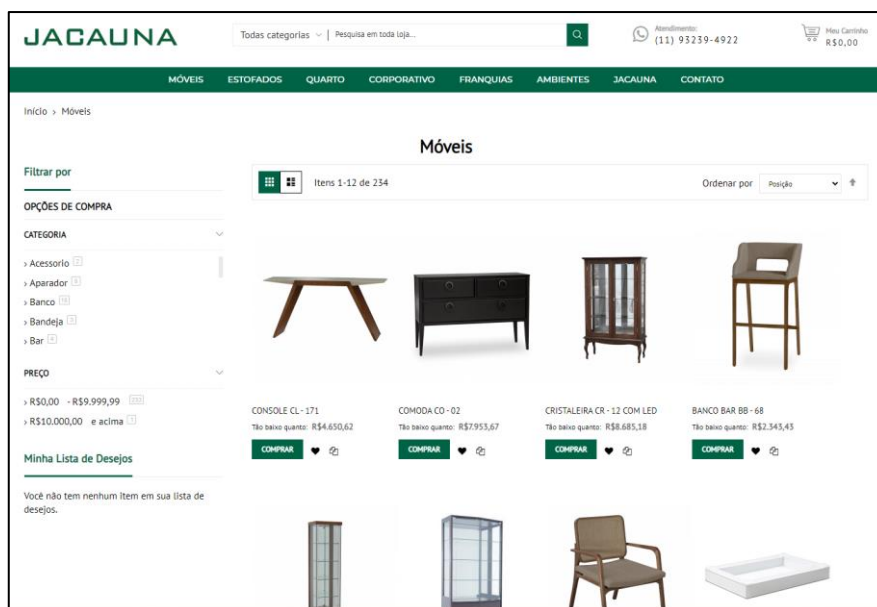 JACAUNA
Todas categorias
Pesquisa em toda loja...
Atendimento:
(11) 93239-4922
Meu Carrinho
R$0,00
MÓVEIS ESTOFADOS QUARTO CORPORATIVO FRANQUIAS AMBIENTES JACAUNA CONTATO
Início > Móveis
Móveis
Filtrar por
OPÇÕES DE COMPRA
CATEGORIA
> Acessorio 2
> Aparador
> Banco
> Bandeja
> Bar 4
PREÇO
> R$0,00 - R$9.999,99
> R$10.000,00 e acima 1
Minha Lista de Desejos
Você não tem nenhum item em sua lista de
desejos.
Itens 1-12 de 234
Ordenar por Posição
CONSOLE CL - 171
Tão baixo quanto: R$4.650,62
COMPRAR
COMODA CO - 02
Tão baixo quanto: R$7.953,67
COMPRAR
CRISTALEIRA CR - 12 COM LED
Tão baixo quanto: R$8.685,18
COMPRAR
BANCO BAR BB - 68
Tão baixo quanto: R$2.343,43
COMPRAR